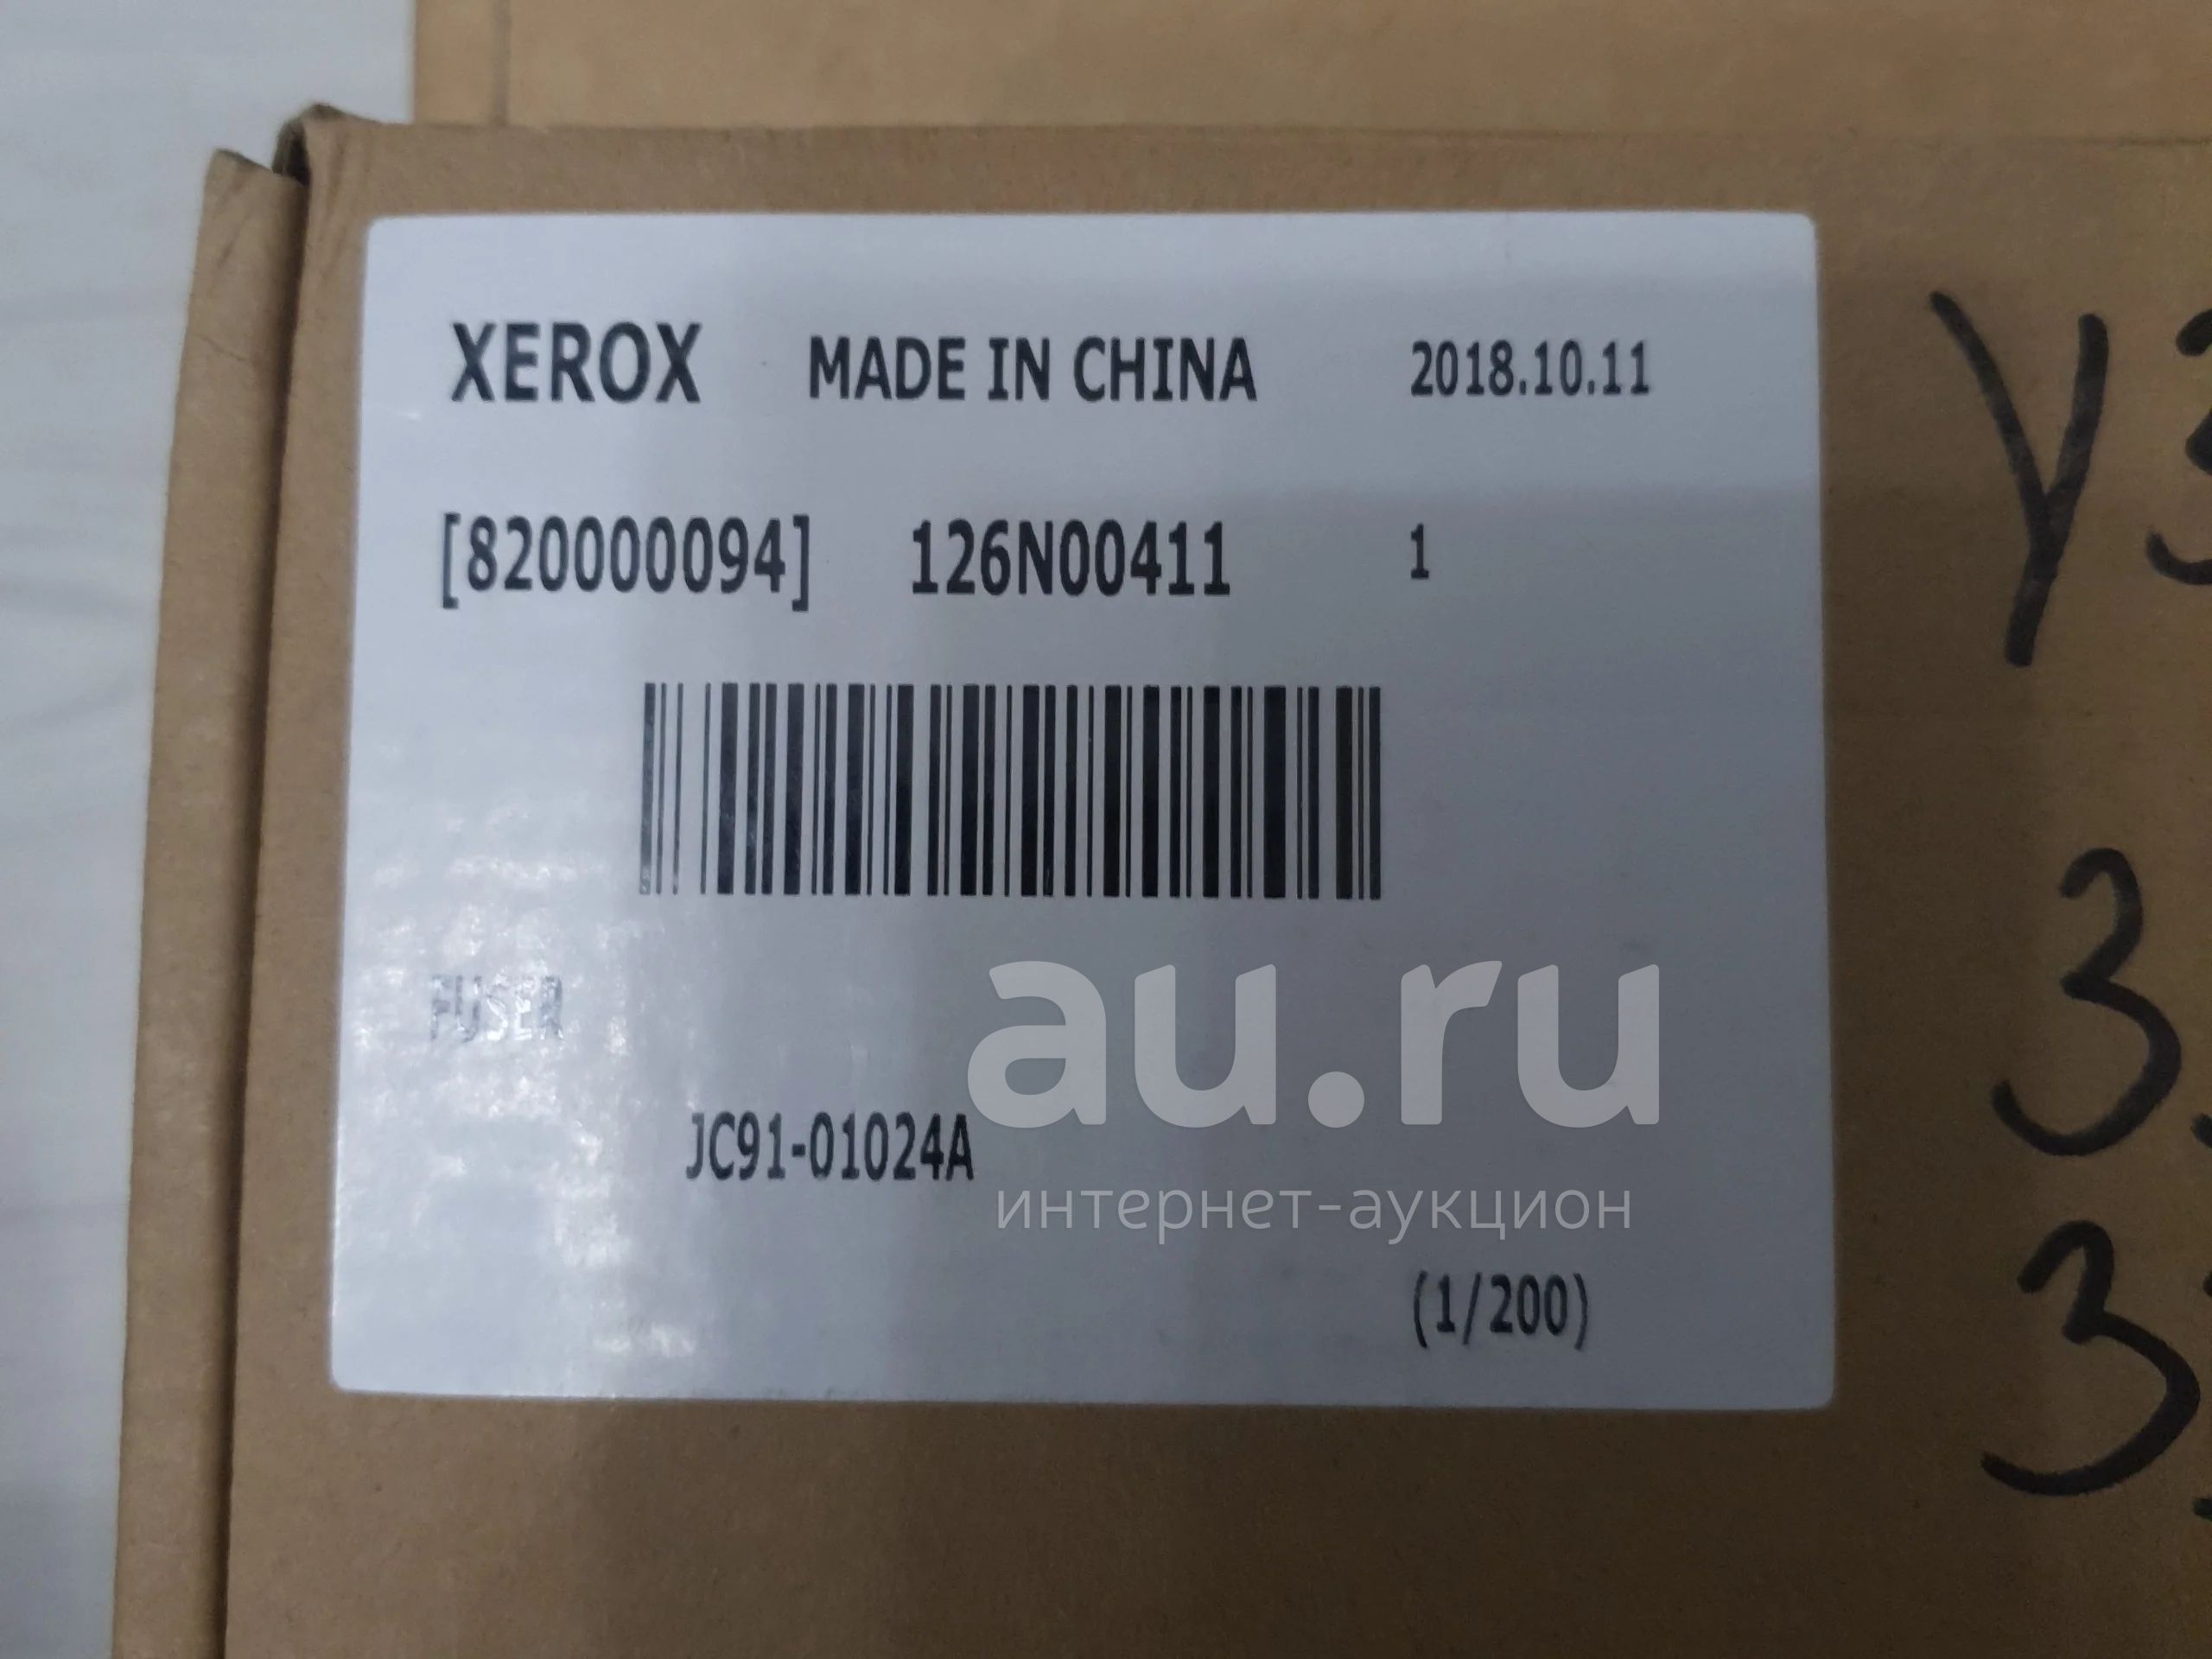 XEROX MADE IN CHINA 2018.10.11
[820000094] 126N00411 1
FUSER
JC91-01024A
(1/200)
au.ru
интернет-аукцион